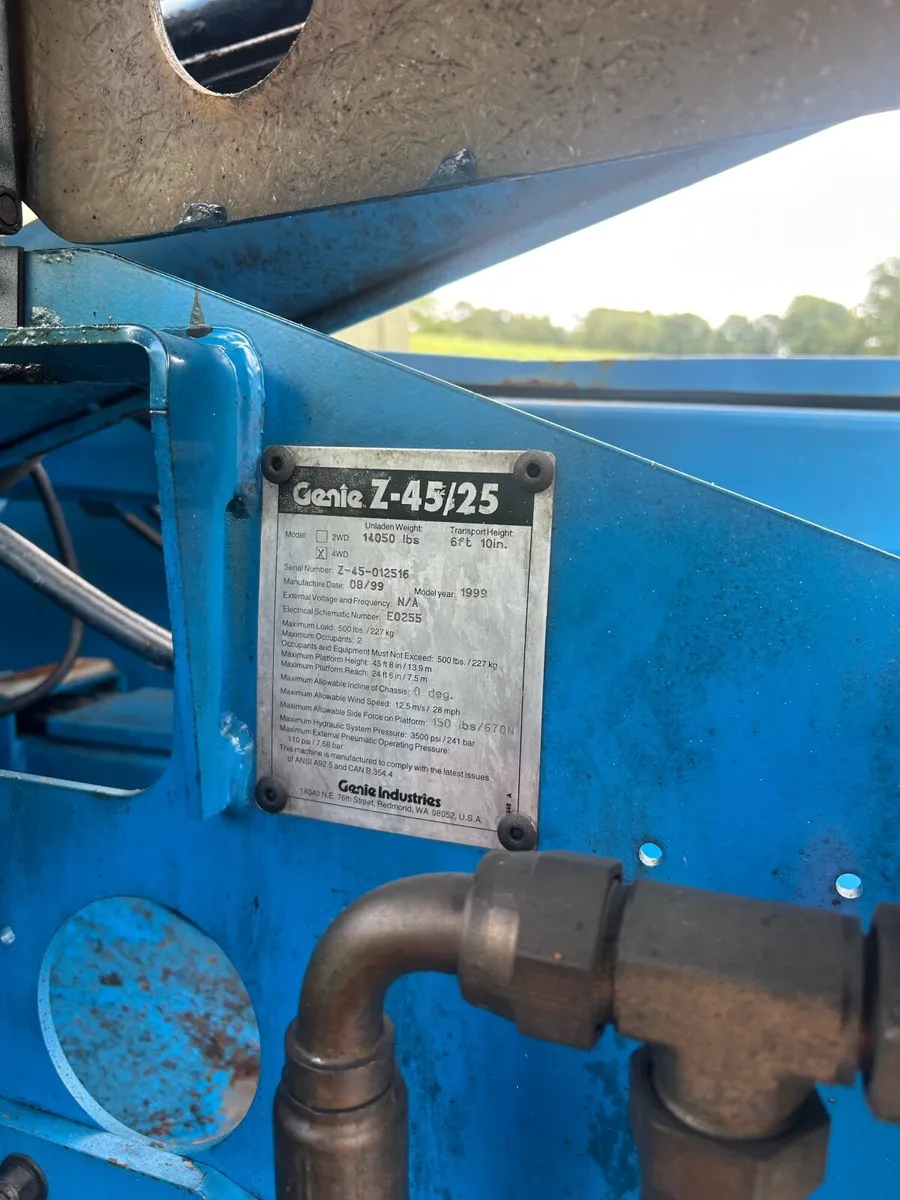 Genie Z-45/25
Model: 2WD Unladen Weight: 14050 lbs Transport Height: 6ft 10in.
X 4WD
Serial Number: Z-45-012516
Manufacture Date: 08/99 Model year: 1999
External Voltage and Frequency: N/A
Electrical Schematic Number: E0255
Maximum Load: 500 lbs. / 227 kg
Maximum Occupants: 2
Occupants and Equipment Must Not Exceed: 500 lbs. / 227 kg
Maximum Platform Height: 45 ft 8 in / 13.9 m
Maximum Platform Reach: 24 ft 6 in / 7.5 m
Maximum Allowable Incline of Chassis: 0 deg.
Maximum Allowable Wind Speed: 12.5 m/s / 28 mph
Maximum Allowable Side Force on Platform: 150 lbs/670N
Maximum Hydraulic System Pressure: 3500 psi / 241 bar
Maximum External Pneumatic Operating Pressure:
110 psi / 7.58 bar
This machine is manufactured to comply with the latest issues
of ANSI A92.5 and CAN B.354.4
Genie Industries
18340 N.E. 76th Street, Redmond, WA 98052, U.S.A.